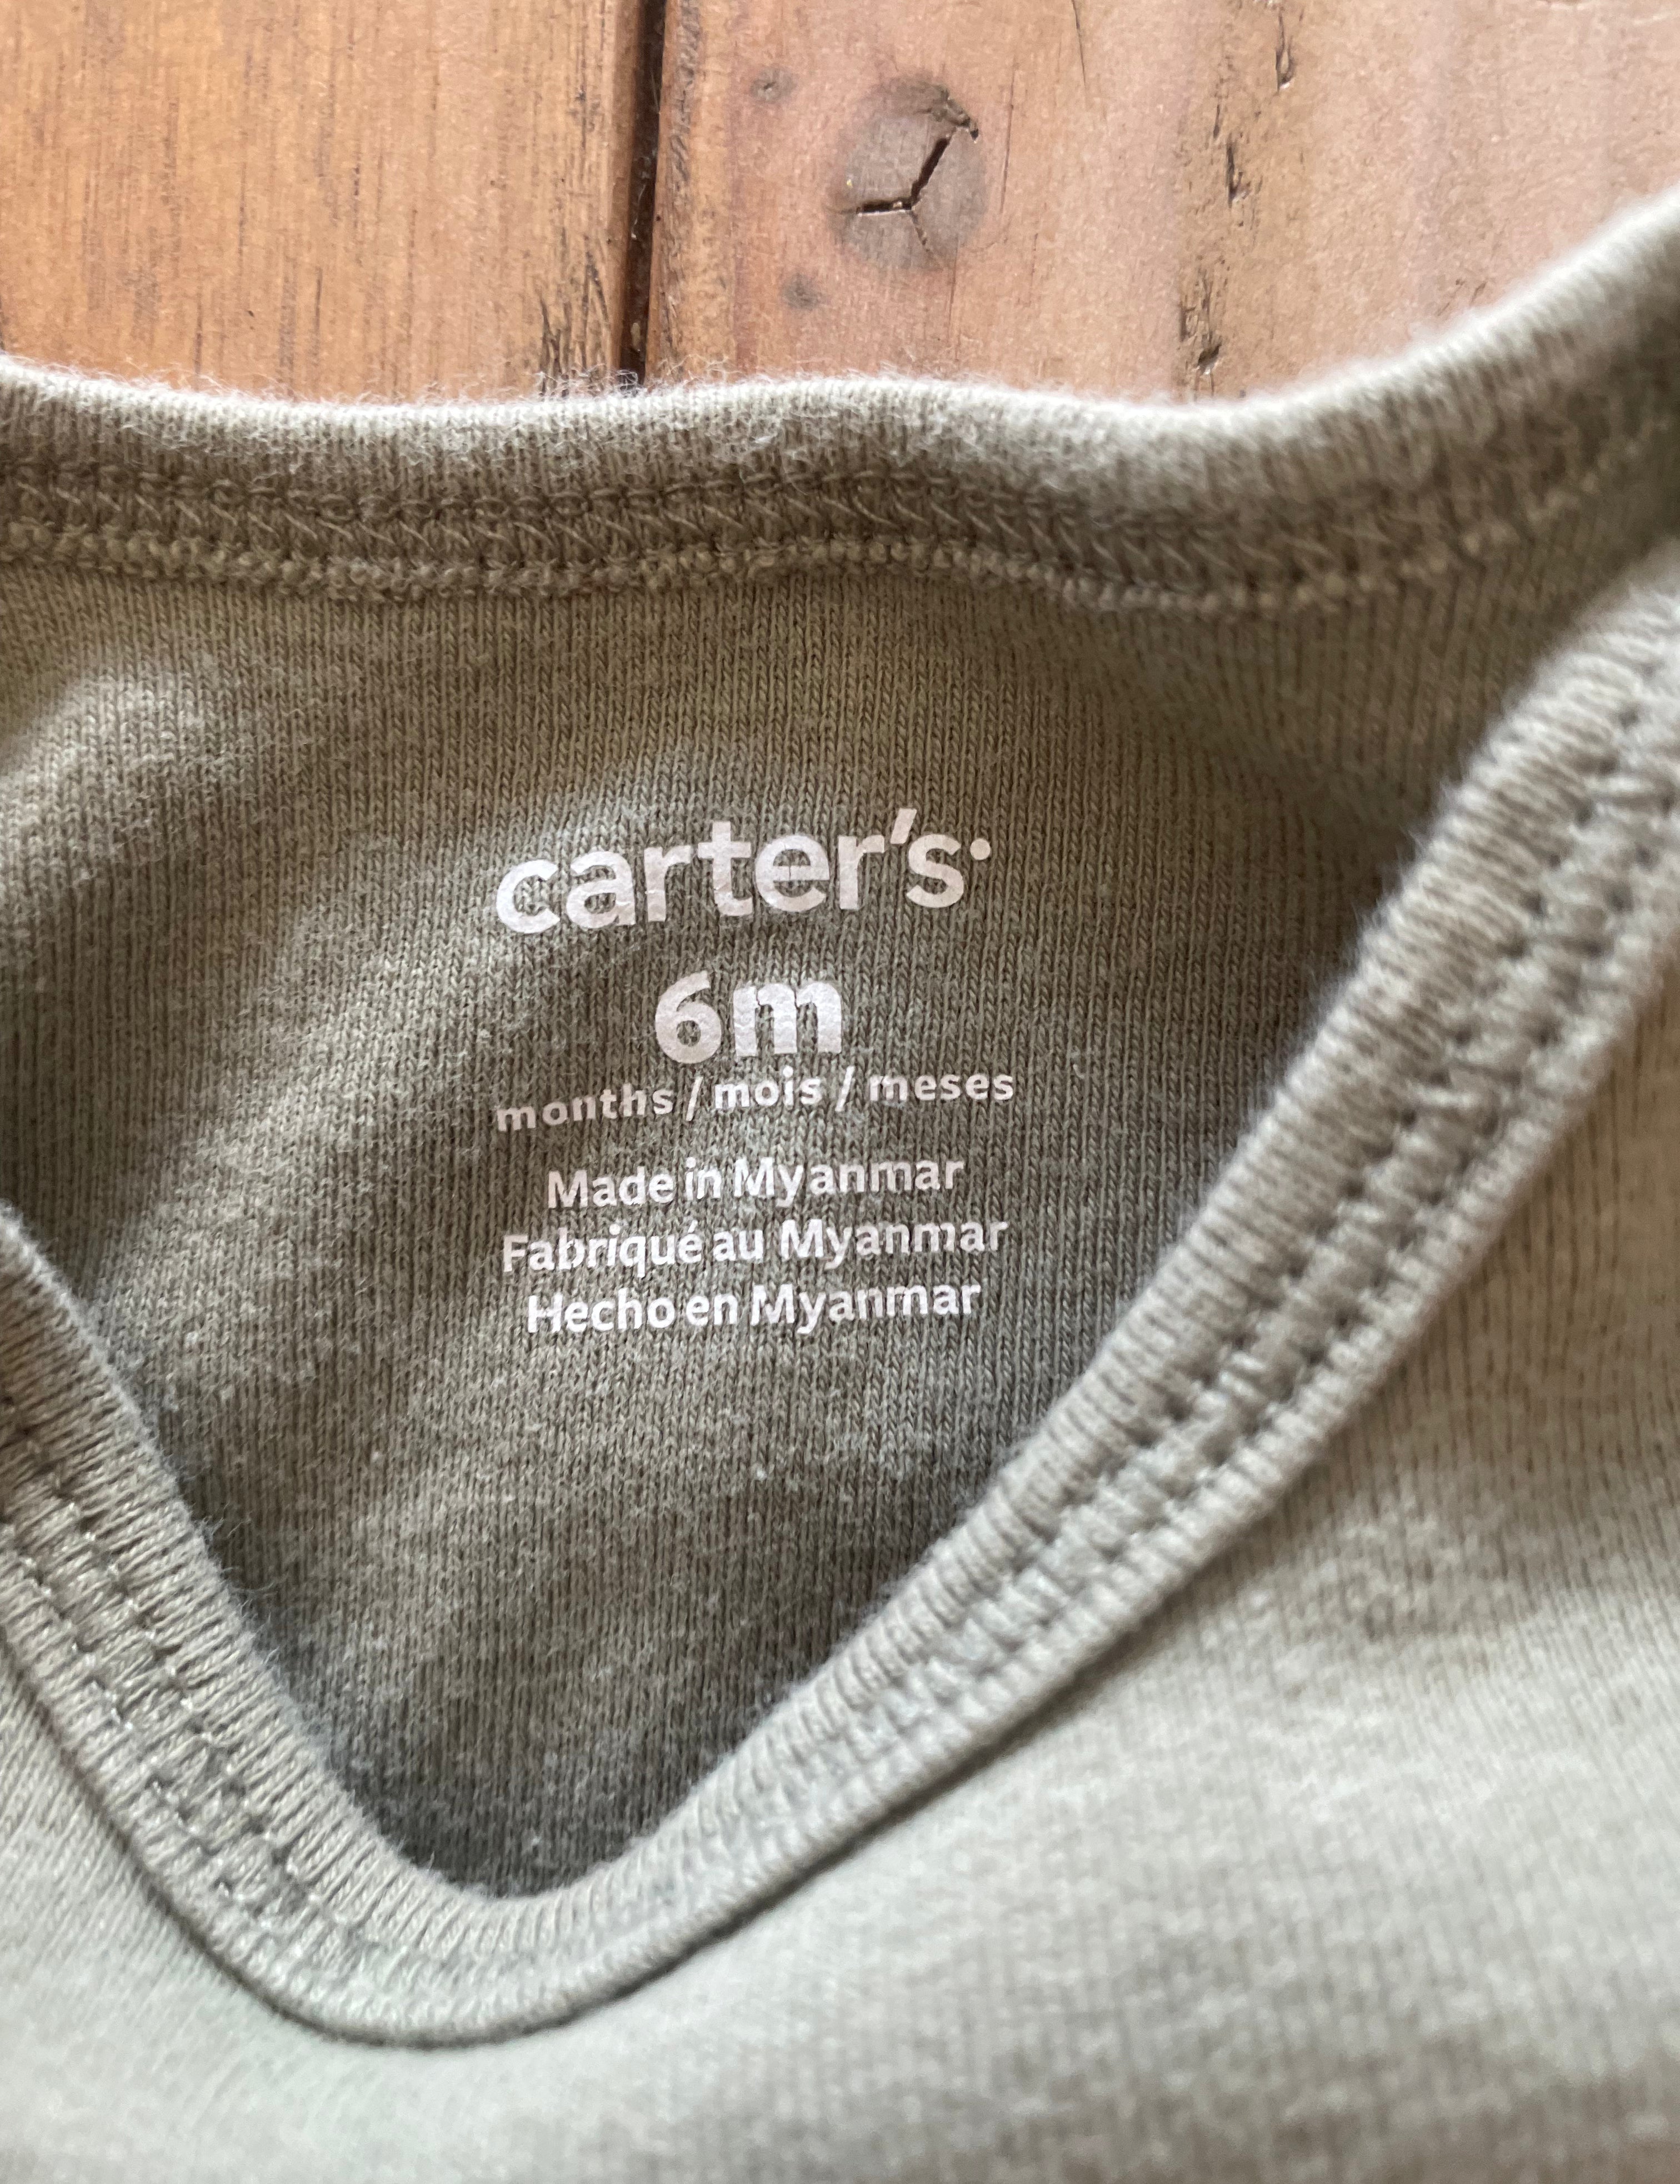 carter's
6m
months / mois / meses
Made in Myanmar
Fabriqué au Myanmar
Hecho en Myanmar